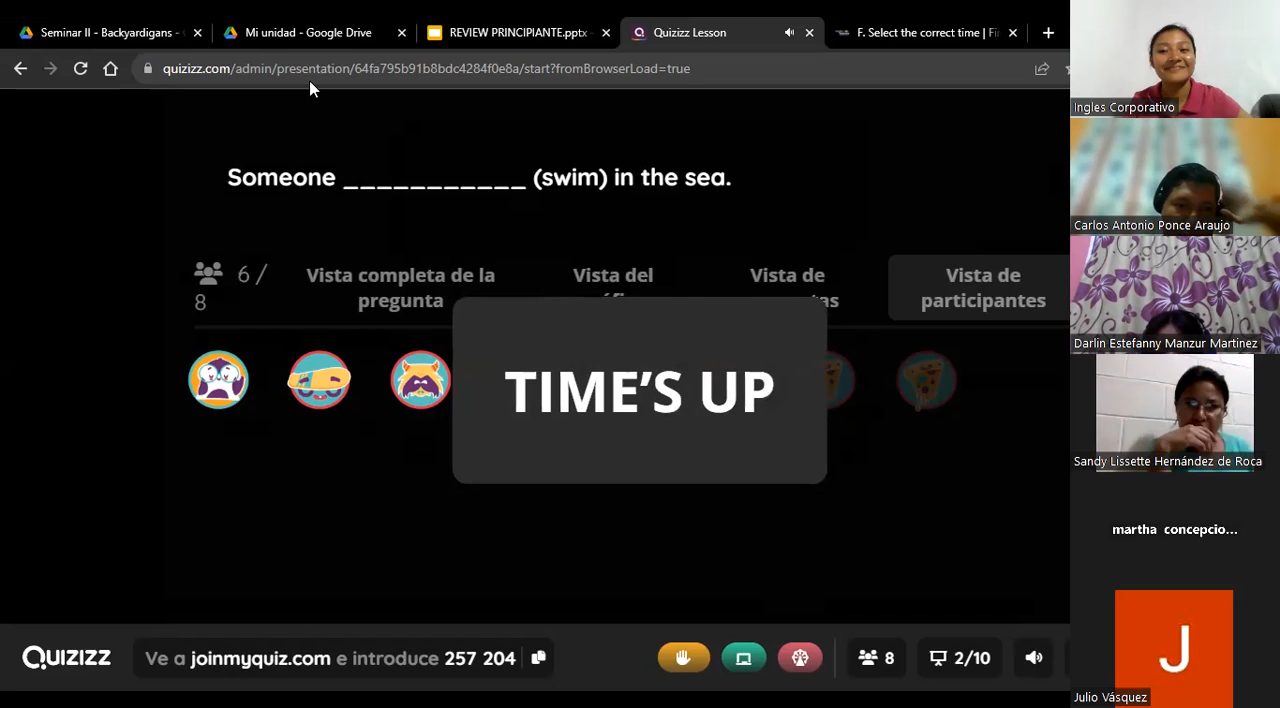 Seminar II - Backyardigans -
Mi unidad - Google Drive
REVIEW PRINCIPIANTE.pptx -
Quizizz Lesson
F. Select the correct time | Fi
quizizz.com/admin/presentation/64fa795b91b8bdc4284f0e8a/start?fromBrowserLoad=true
Someone ___________ (swim) in the sea.
6 /
8
Vista completa de la
pregunta
Vista del
Vista de
Vista de
participantes
TIME'S UP
Quizizz
Ve a joinmyquiz.com e introduce 257 204
8
2/10
Ingles Corporativo
Carlos Antonio Ponce Araujo
Darlin Estefanny Manzur Martinez
Sandy Lissette Hernández de Roca
martha concepcio...
J
Julio Vásquez